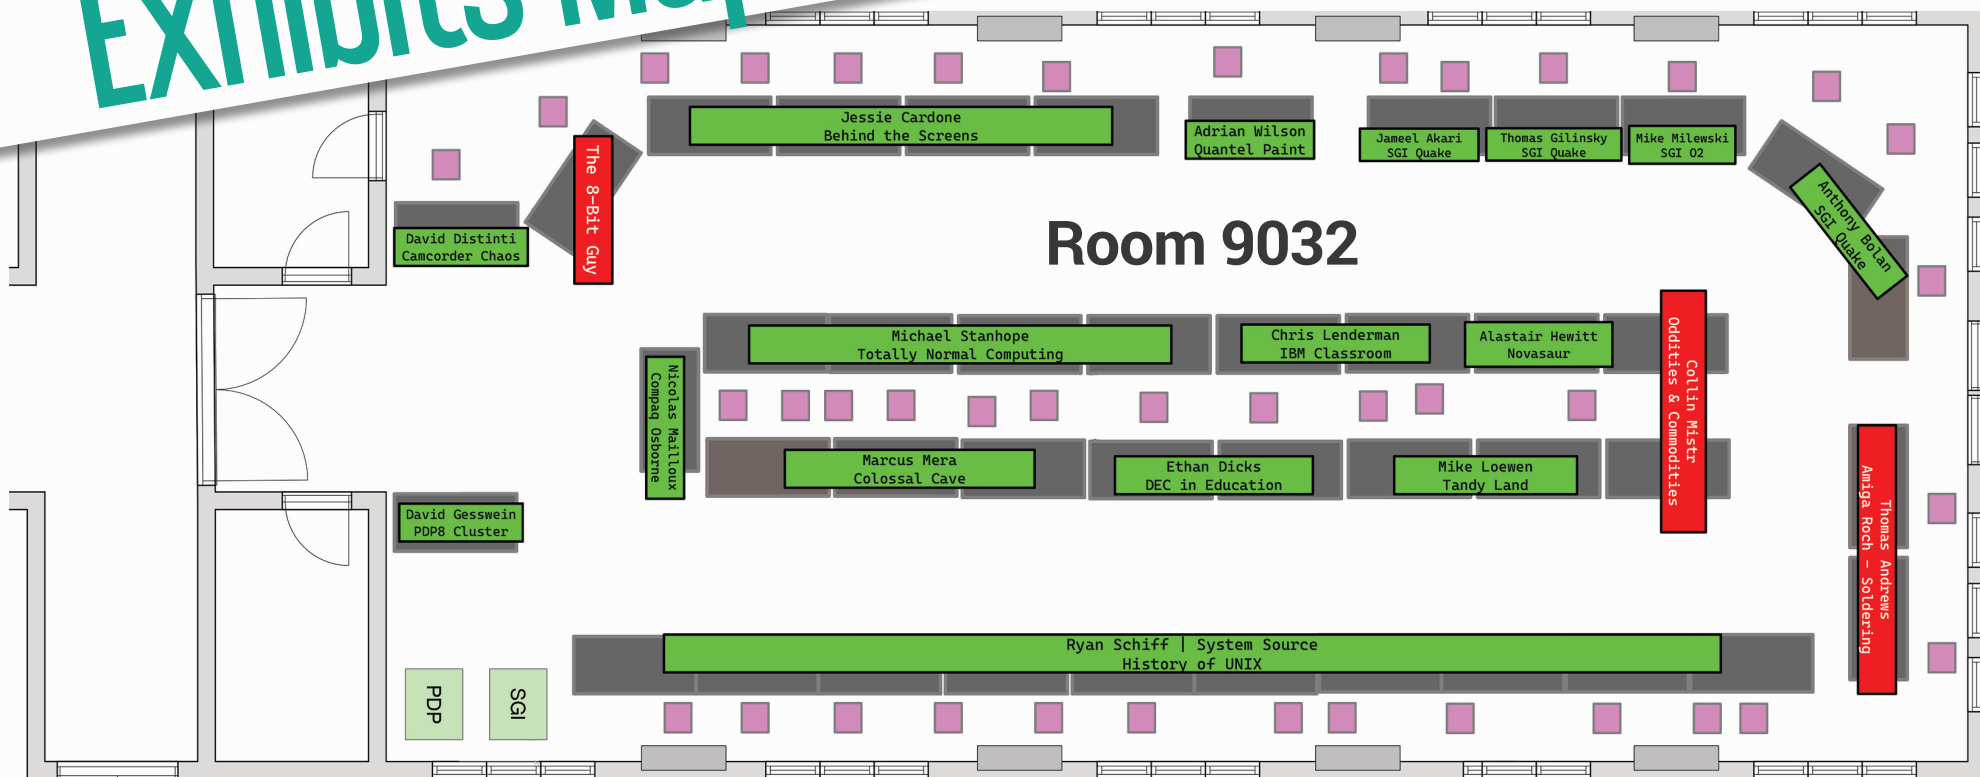 Exhibits Map
Jessie Cardone
Behind the Screens
Adrian Wilson
Quantel Paint
Jameel Akari
SGI Quake
Thomas Gilinsky
SGI Quake
Mike Milewski
SGI O2
The 8-Bit Guy
Anthony Bolan
SGI Quake
David Distinti
Camcorder Chaos
Room 9032
Michael Stanhope
Totally Normal Computing
Chris Lenderman
IBM Classroom
Alastair Hewitt
Novasaur
Collin Mistr
Oddities & Commodities
Nicolas Mailloux
Compaq Osborne
Marcus Mera
Colossal Cave
Ethan Dicks
DEC in Education
Mike Loewen
Tandy Land
Thomas Andrews
Amiga Roch - Soldering
David Gesswein
PDP8 Cluster
Ryan Schiff | System Source
History of UNIX
PDP
SGI